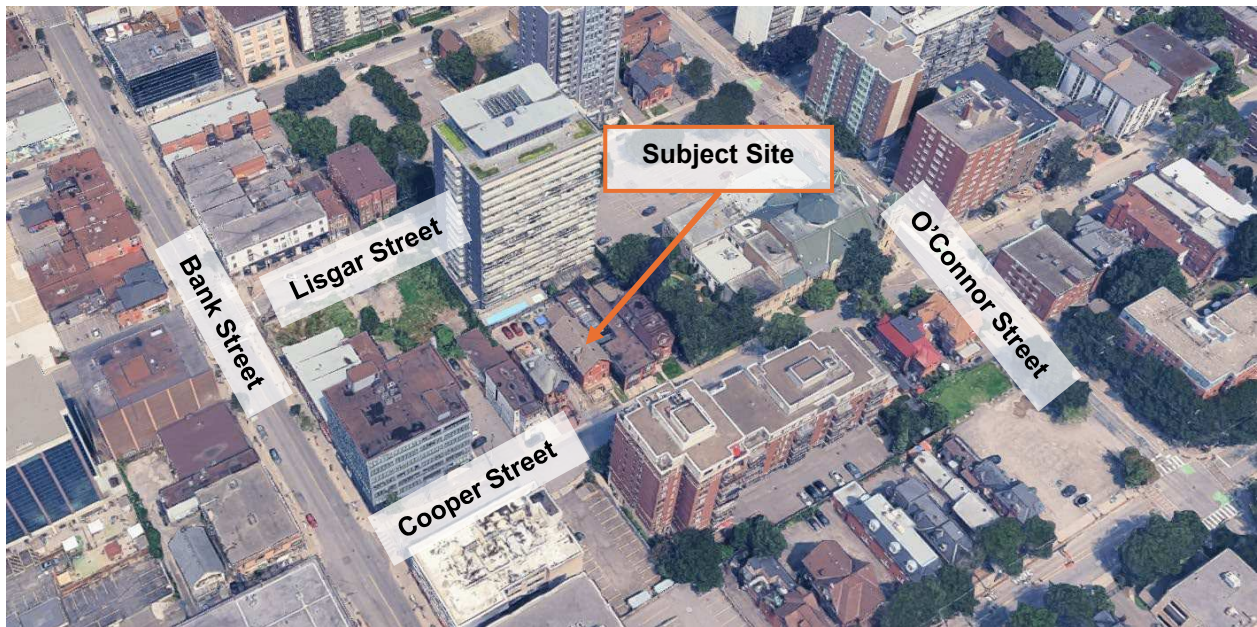 Subject Site
Lisgar Street
O'Connor Street
Bank Street
Cooper Street